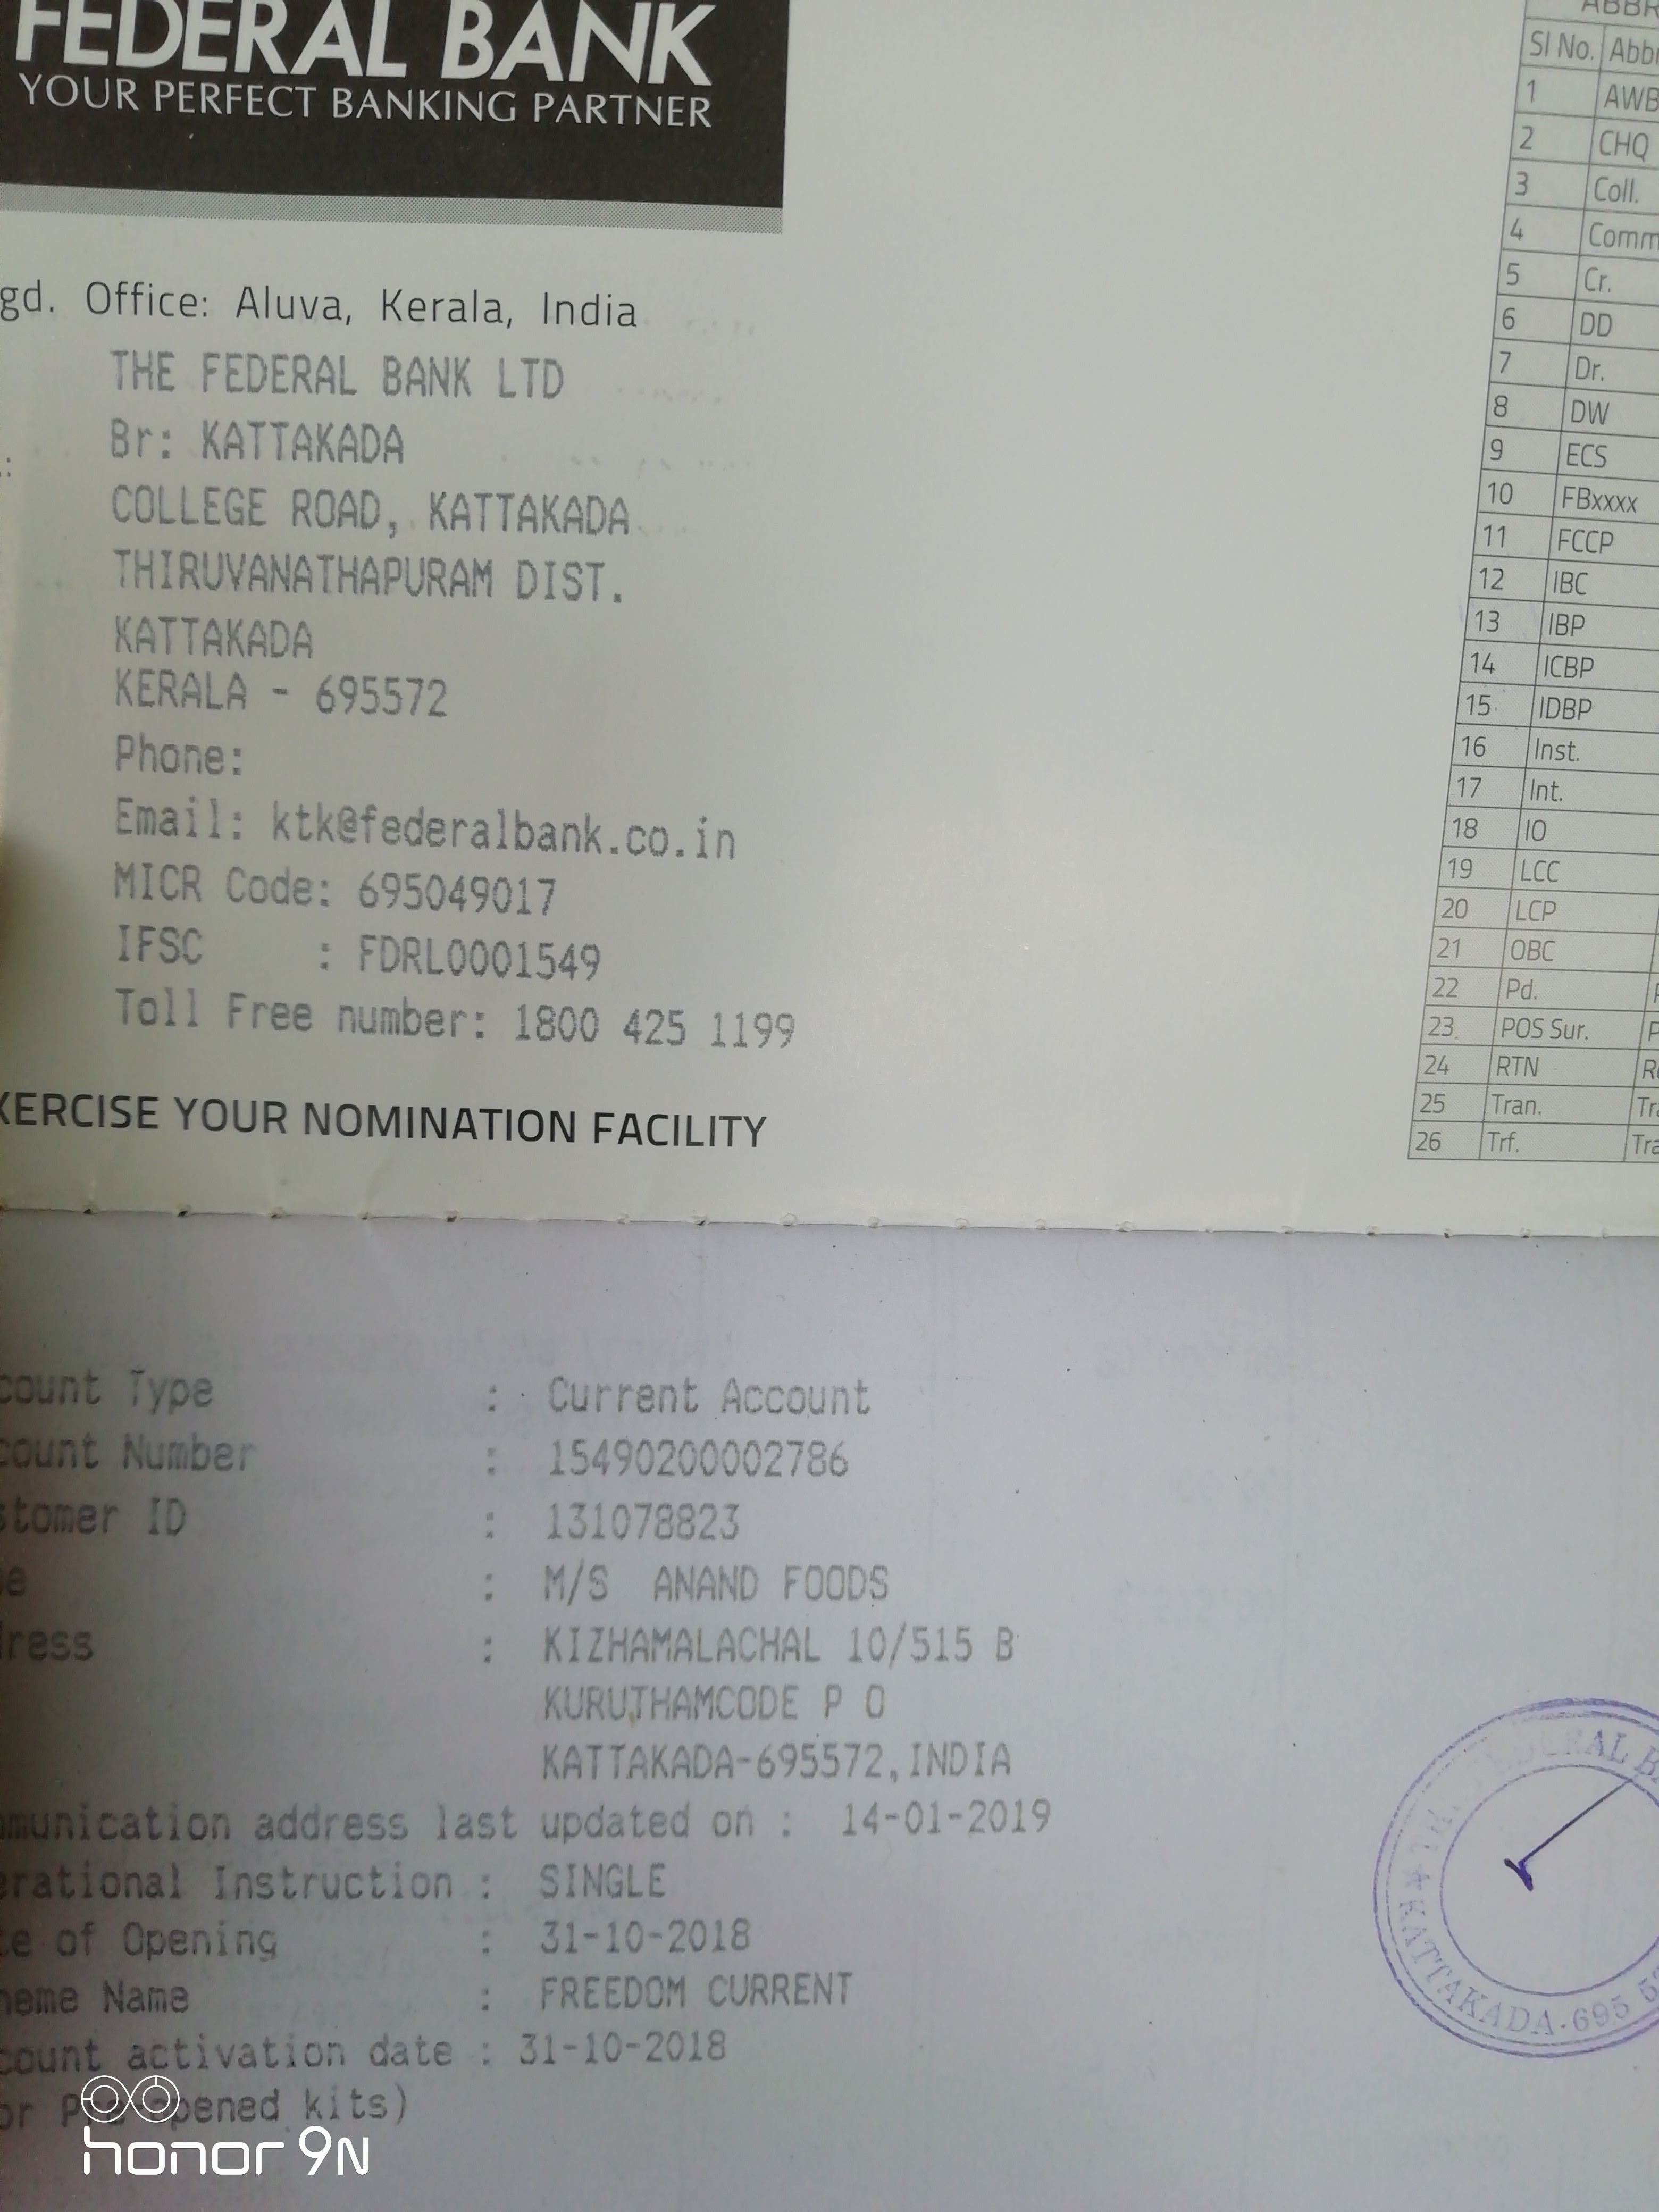 FEDERAL BANK
YOUR PERFECT BANKING PARTNER
gd. Office: Aluva, Kerala, India
THE FEDERAL BANK LTD
Br: KATTAKADA
COLLEGE ROAD, KATTAKADA
THIRUVANATHAPURAM DIST.
KATTAKADA
KERALA - 695572
Phone:
Email: ktk@federalbank.co.in
MICR Code: 695049017
IFSC : FDRL0001549
Toll Free number: 1800 425 1199
XERCISE YOUR NOMINATION FACILITY
ABBR
Sl No. Abb
1 AWB
2 CHQ
3 Coll.
4 Comm
5 Cr.
6 DD
7 Dr.
8 DW
9 ECS
10 FBxxxx
11 FCCP
12 IBC
13 IBP
14 ICBP
15 IDBP
16 Inst.
17 Int.
18 IO
19 LCC
20 LCP
21 OBC
22 Pd.
23 POS Sur.
24 RTN
25 Tran. Tra
26 Trf. Tra
count Type : Current Account
count Number : 15490200002786
stomer ID : 131078823
e : M/S ANAND FOODS
ress : KIZHAMALACHAL 10/515 B
KURUTHAMCODE P O
KATTAKADA-695572,INDIA
munication address last updated on : 14-01-2019
erational Instruction : SINGLE
te of Opening : 31-10-2018
heme Name : FREEDOM CURRENT
count activation date : 31-10-2018
or Pre-opened kits)
FEDERAL B
KATTAKADA-695 5
honor 9N